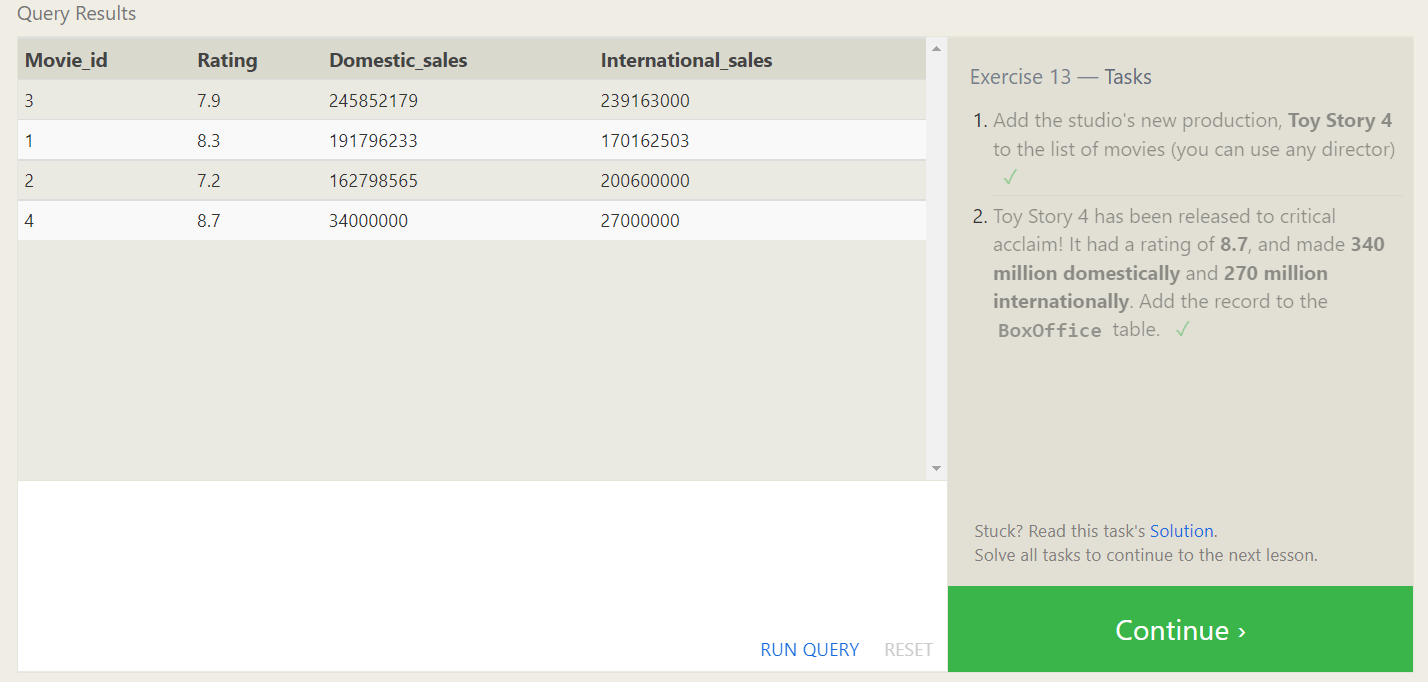 Query Results
Movie_id Rating Domestic_sales International_sales
3 7.9 245852179 239163000
1 8.3 191796233 170162503
2 7.2 162798565 200600000
4 8.7 34000000 27000000
RUN QUERY RESET
Exercise 13 — Tasks
1. Add the studio's new production, Toy Story 4
to the list of movies (you can use any director)
✓
2. Toy Story 4 has been released to critical
acclaim! It had a rating of 8.7, and made 340
million domestically and 270 million
internationally. Add the record to the
BoxOffice table. ✓
Stuck? Read this task's Solution.
Solve all tasks to continue to the next lesson.
Continue ›